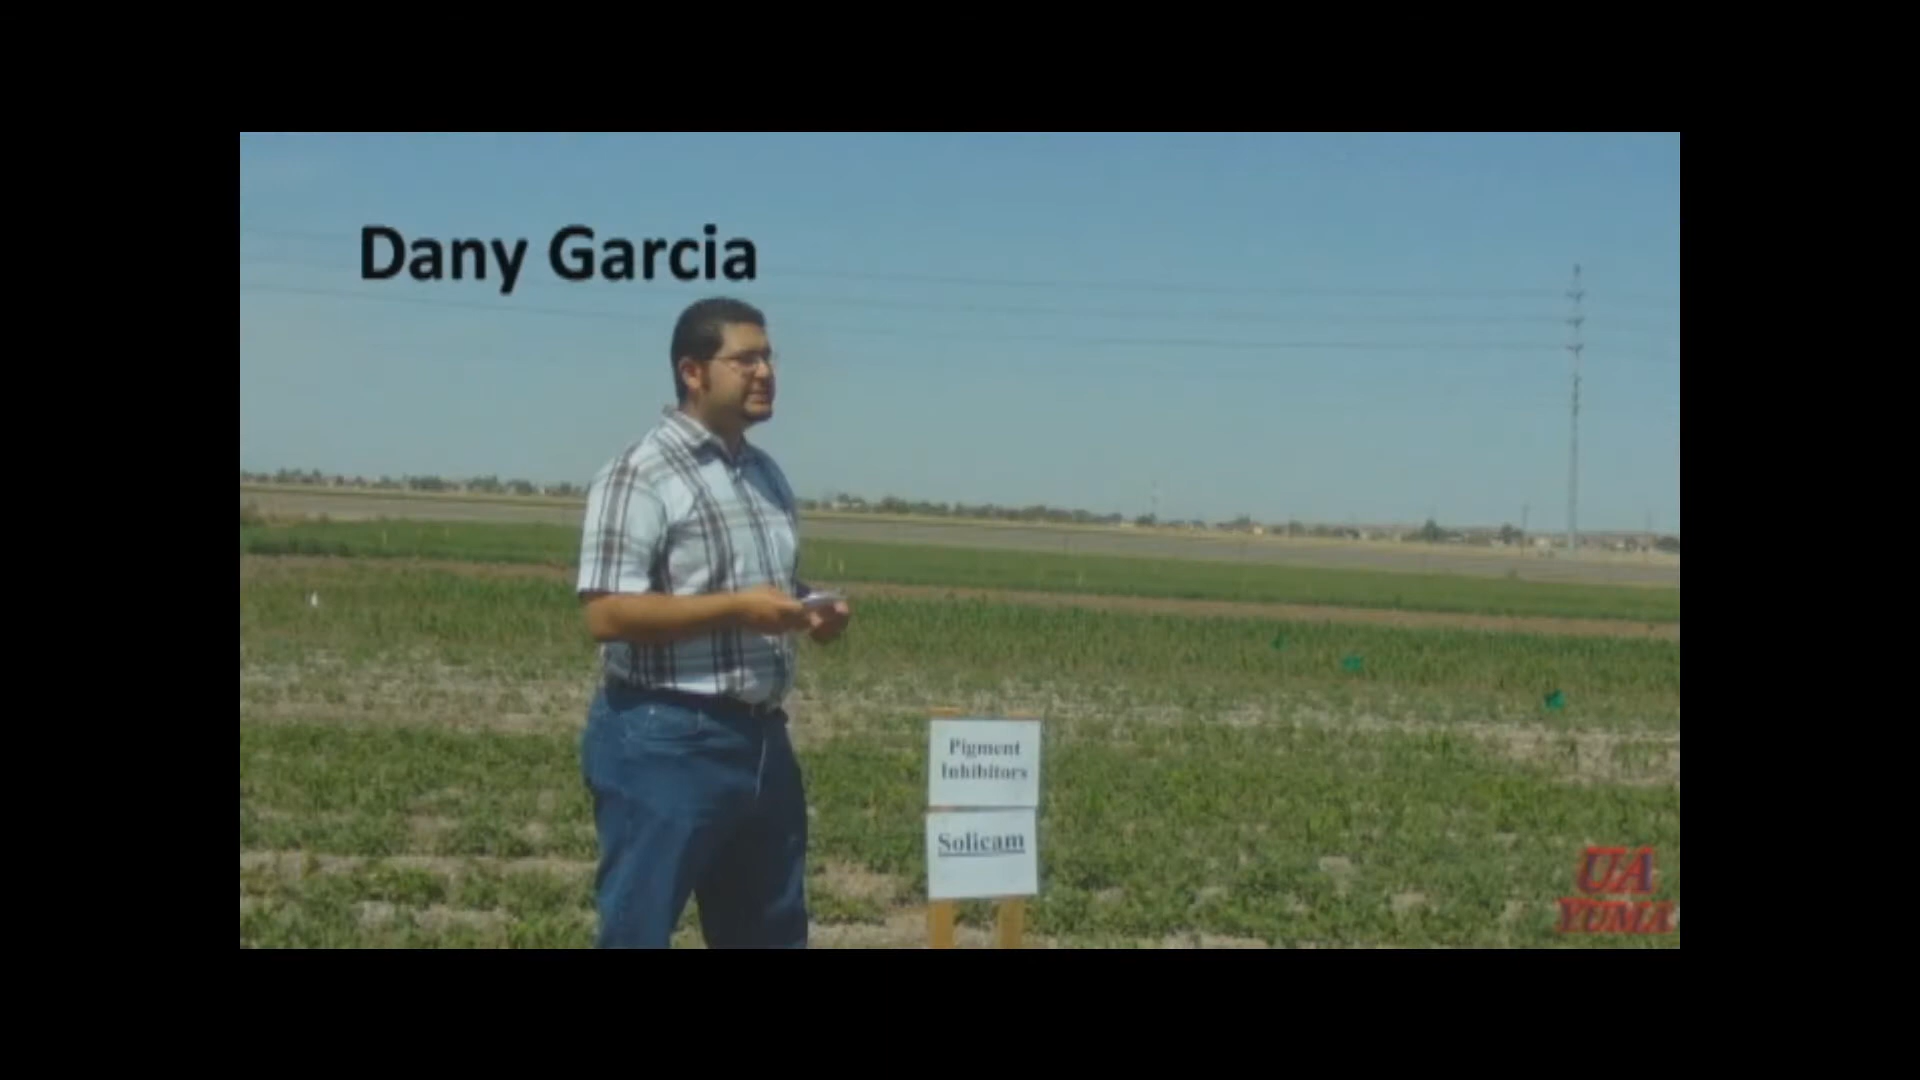 Dany Garcia
Pigment
Inhibitors
Solicam
UA
YUMA